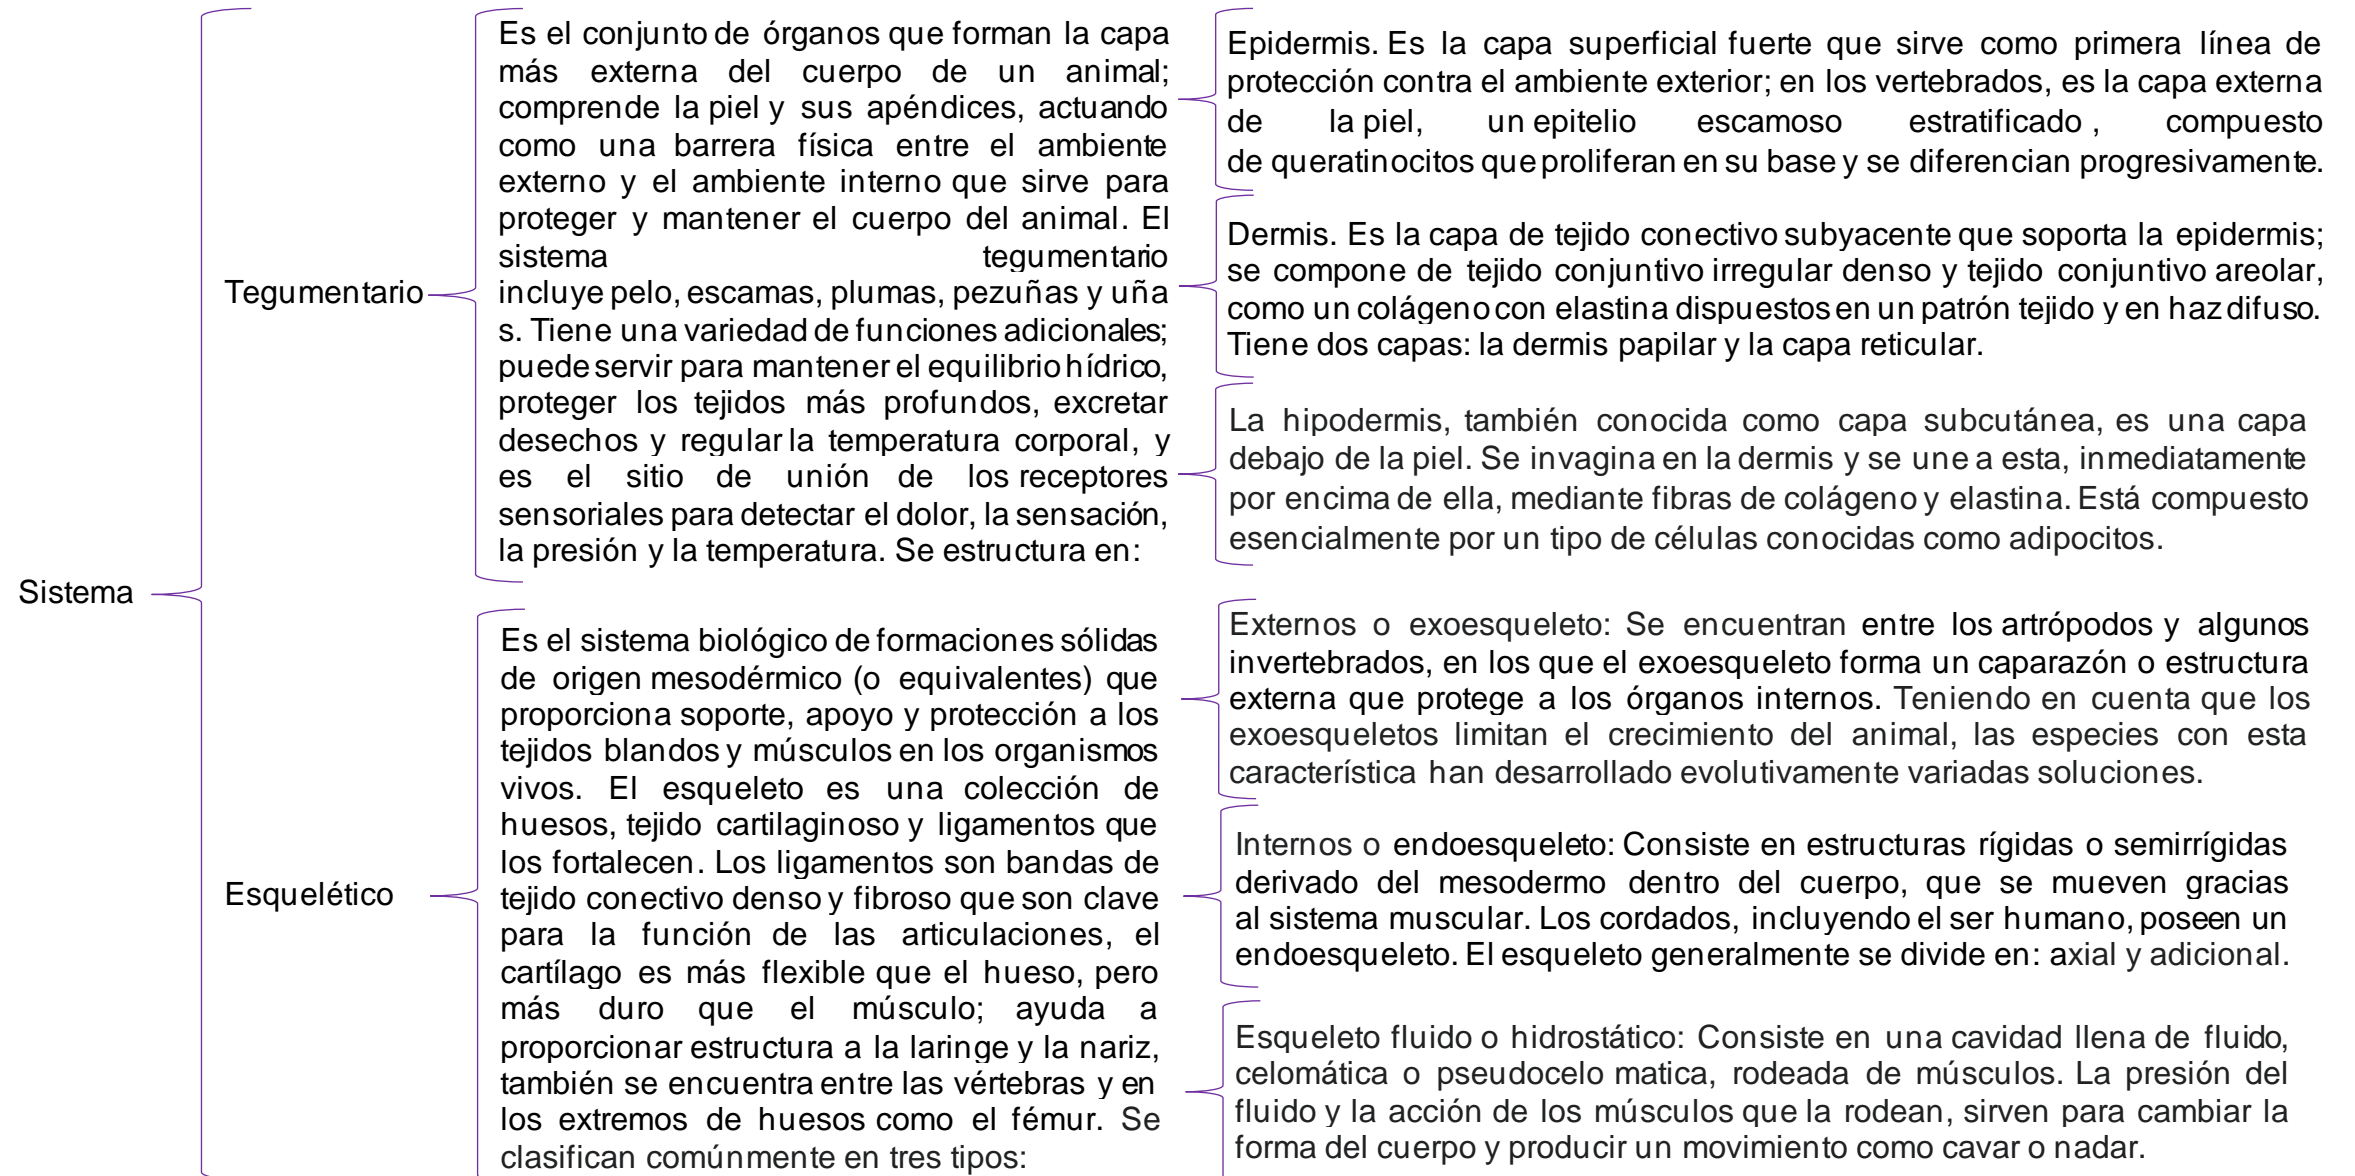 Sistema
Tegumentario
Es el conjunto de órganos que forman la capa
más externa del cuerpo de un animal;
comprende la piel y sus apéndices, actuando
como una barrera física entre el ambiente
externo y el ambiente interno que sirve para
proteger y mantener el cuerpo del animal. El
sistema tegumentario
incluye pelo, escamas, plumas, pezuñas y uña
s. Tiene una variedad de funciones adicionales;
puede servir para mantener el equilibrio hídrico,
proteger los tejidos más profundos, excretar
desechos y regular la temperatura corporal, y
es el sitio de unión de los receptores
sensoriales para detectar el dolor, la sensación,
la presión y la temperatura. Se estructura en:
Epidermis. Es la capa superficial fuerte que sirve como primera línea de
protección contra el ambiente exterior; en los vertebrados, es la capa externa
de la piel, un epitelio escamoso estratificado , compuesto
de queratinocitos que proliferan en su base y se diferencian progresivamente.
Dermis. Es la capa de tejido conectivo subyacente que soporta la epidermis;
se compone de tejido conjuntivo irregular denso y tejido conjuntivo areolar,
como un colágeno con elastina dispuestos en un patrón tejido y en haz difuso.
Tiene dos capas: la dermis papilar y la capa reticular.
La hipodermis, también conocida como capa subcutánea, es una capa
debajo de la piel. Se invagina en la dermis y se une a esta, inmediatamente
por encima de ella, mediante fibras de colágeno y elastina. Está compuesto
esencialmente por un tipo de células conocidas como adipocitos.
Esquelético
Es el sistema biológico de formaciones sólidas
de origen mesodérmico (o equivalentes) que
proporciona soporte, apoyo y protección a los
tejidos blandos y músculos en los organismos
vivos. El esqueleto es una colección de
huesos, tejido cartilaginoso y ligamentos que
los fortalecen. Los ligamentos son bandas de
tejido conectivo denso y fibroso que son clave
para la función de las articulaciones, el
cartílago es más flexible que el hueso, pero
más duro que el músculo; ayuda a
proporcionar estructura a la laringe y la nariz,
también se encuentra entre las vértebras y en
los extremos de huesos como el fémur. Se
clasifican comúnmente en tres tipos:
Externos o exoesqueleto: Se encuentran entre los artrópodos y algunos
invertebrados, en los que el exoesqueleto forma un caparazón o estructura
externa que protege a los órganos internos. Teniendo en cuenta que los
exoesqueletos limitan el crecimiento del animal, las especies con esta
característica han desarrollado evolutivamente variadas soluciones.
Internos o endoesqueleto: Consiste en estructuras rígidas o semirrígidas
derivado del mesodermo dentro del cuerpo, que se mueven gracias
al sistema muscular. Los cordados, incluyendo el ser humano, poseen un
endoesqueleto. El esqueleto generalmente se divide en: axial y adicional.
Esqueleto fluido o hidrostático: Consiste en una cavidad llena de fluido,
celomática o pseudocelo matica, rodeada de músculos. La presión del
fluido y la acción de los músculos que la rodean, sirven para cambiar la
forma del cuerpo y producir un movimiento como cavar o nadar.